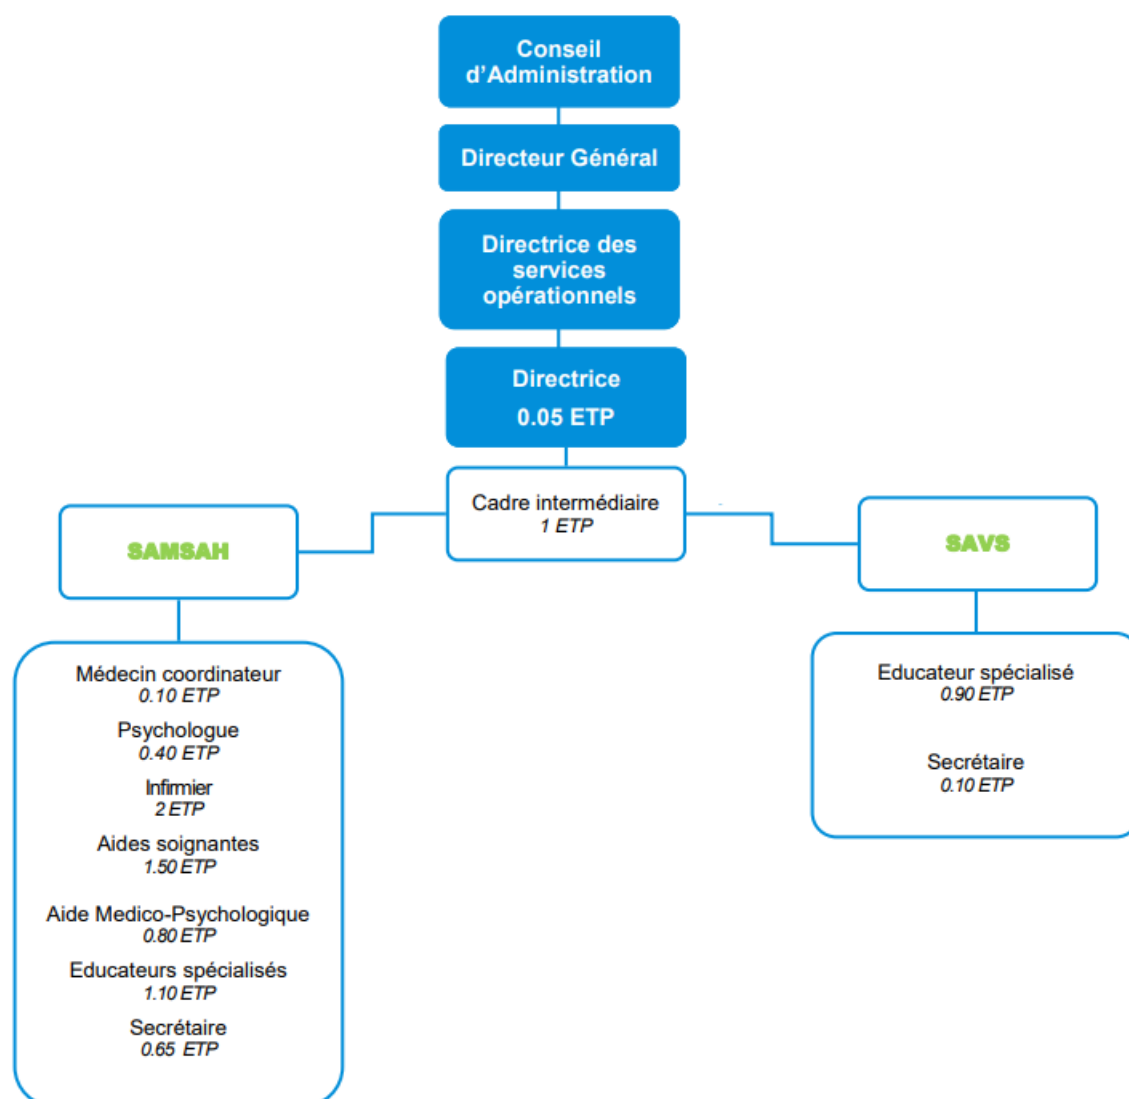 Conseil
d'Administration
Directeur Général
Directrice des
services
opérationnels
Directrice
0.05 ETP
Cadre intermédiaire
1 ETP
SAMSAH
SAVS
Médecin coordinateur
0.10 ETP
Psychologue
0.40 ETP
Infirmier
2 ETP
Aides soignantes
1.50 ETP
Aide Medico-Psychologique
0.80 ETP
Educateurs spécialisés
1.10 ETP
Secrétaire
0.65 ETP
Educateur spécialisé
0.90 ETP
Secrétaire
0.10 ETP